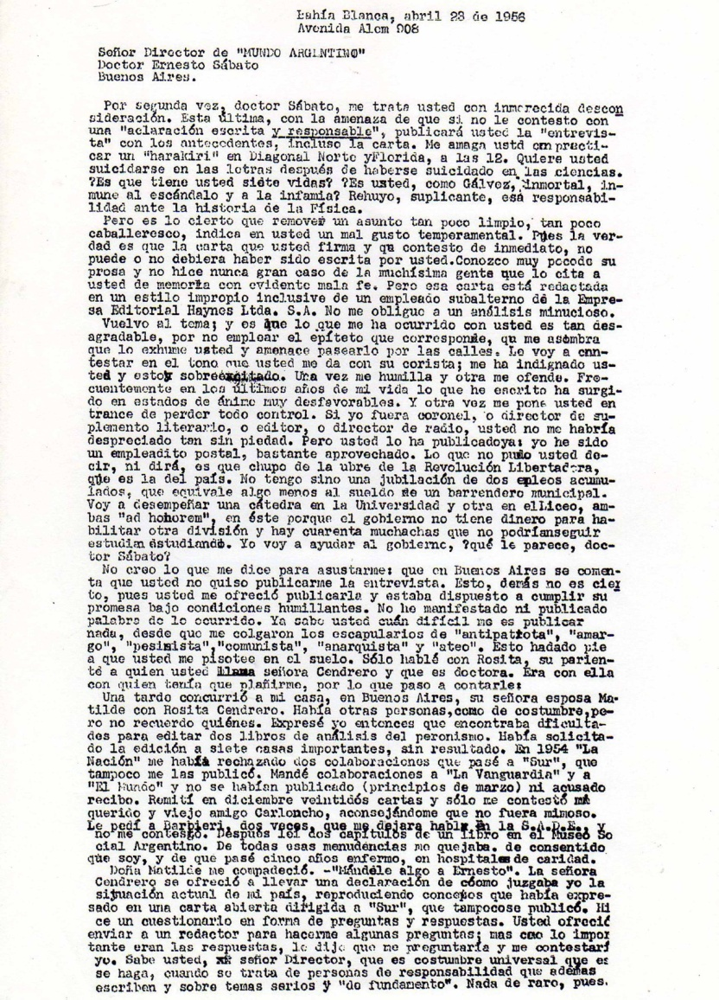 Bahía Blanca, abril 23 de 1956
Avenida Alem 908
Señor Director de "MUNDO ARGENTINO"
Doctor Ernesto Sábato
Buenos Aires.
Por segunda vez, doctor Sábato, me trata usted con inmerecida descon
sideración. Esta última, con la amenaza de que si no le contesto con
una "aclaración escrita y responsable", publicará usted la "entrevis-
ta" con los antecedentes, incluso la carta. Me amaga ustd conpracti-
car un "harakiri" en Diagonal Norte yFlorida, a las 12. Quiere usted
suicidarse en las letras después de haberse suicidado en las ciencias.
?Es que tiene usted siete vidas? ?Es usted, como Gálvez, inmortal, in-
mune al escándalo y a la infamia? Rehuyo, suplicante, esa responsabi-
lidad ante la historia de la Física.
Pero es lo cierto que remover un asunto tan poco limpio, tan poco
caballeresco, indica en usted un mal gusto temperamental. Pues la ver-
dad es que la carta que usted firma y qu contesto de inmediato, no
puede o no debiera haber sido escrita por usted.Conozco muy pocode su
prosa y no hice nunca gran caso de la muchísima gente que lo cita a
usted de memoria con evidente mala fe. Pero esa carta está redactada
en un estilo impropio inclusive de un empleado subalterno de la Empre-
sa Editorial Haynes Ltda. S.A. No me obligue a un análisis minucioso.
Vuelvo al tema; y es que lo que me ha ocurrido con usted es tan des-
agradable, por no emplear el epíteto que corresponde, qu me asombra
que lo exhume usted y amenace pasearlo por las calles. Le voy a cnn-
testar en el tono que usted me da con su corista; me ha indignado us-
ted y estoy sobreexcitado. Una vez me humilla y otra me ofende. Fre-
cuentemente en los últimos años de mi vida lo que he escrito ha surgi-
do en estados de ánimo muy desfavorables. Y otra vez me pone usted en
trance de perder todo control. Si yo fuera coronel, o director de su-
plemento literario, o editor, o director de radio, usted no me habría
despreciado tan sin piedad. Pero usted lo ha publicadoya: yo he sido
un empleadito postal, bastante aprovechado. Lo que no pudo usted de-
cir, ni dirá, es que chupo de la ubre de la Revolución Libertadora,
que es la del país. No tengo sino una jubilación de dos epleos acumu-
lados, que equivale algo menos al sueldo de un barrendero municipal.
Voy a desempeñar una cátedra en la Universidad y otra en elLiceo, am-
bas "ad honorem", en éste porque el gobierno no tiene dinero para ha-
bilitar otra división y hay cuarenta muchachas que no podríanseguir
estudian estudiando. Yo voy a ayudar al gobierne, ?qué le parece, doc-
tor Sábato?
No creo lo que me dice para asustarme: que en Buenos Aires se comen-
ta que usted no quiso publicarme la entrevista. Esto, demás no es cier
to, pues usted me ofreció publicarla y estaba dispuesto a cumplir su
promesa bajo condiciones humillantes. No he manifestado ni publicado
palabra de lo ocurrido. Ya sabe usted cuán difícil me es publicar
nada, desde que me colgaron los escapularios de "antipatiota", "amar-
go", "pesimista","comunista", "anarquista" y "ateo". Esto hadado pie
a que usted me pisotee en el suelo. Sólo hablé con Rosita, su parien-
te a quien usted llama señora Cendrero y que es doctora. Era con ella
con quien tenía que plañirme, por lo que paso a contarle:
Una tarde concurrió a mi casa, en Buenos Aires, su señora esposa Ma-
tilde con Rosita Cendrero. Había otras personas,como de costumbre,pe-
ro no recuerdo quiénes. Expresé yo entonces que encontraba dficulta-
des para editar dos libros de análisis del peronismo. Había solicita-
do la edición a siete casas importantes, sin resultado. En 1954 "La
Nación" me había rechazado dos colaboraciones que pasé a "Sur", que
tampoco me las publicó. Mandé colaboraciones a "La Vanguardia" y a
"El Mundo" y no se habían publicado (principios de marzo) ni acusado
recibo. Remití en diciembre veintidós cartas y sólo me contestó mi
querido y viejo amigo Carloncho, aconsejándome que no fuera mimoso.
Le pedí a Barbieri, dos veces, que me dejara hablr en la S.A.D.E., y
no me contestó. Después leí dos capítulos de un libro en el Museo So
cial Argentino. De todas esas menudencias me quejaba. de consentido
que soy, y de que pasé cinco años enfermo, en hospitales de caridad.
Doña Matilde me compadeció. -"Mándele algo a Ernesto". La señora
Cendrero se ofreció a llevar una declaración de cóomo juzgaba yo la
situación actual de mi país, reproduciendo concetos que había expre-
sado en una carta abierta dirigida a "Sur", que tampocose publicó. Hi
ce un cuestionario en forma de preguntas y respuestas. Usted ofreció
enviar a un redactor para hacerme algunas preguntas; mas cmo lo impor
tante eran las respuestas, le dije que me preguntaría y me contestarí
yo. Sabe usted, señor Director, que es costumbre universal que es
se haga, cuando se trata de personas de responsabilidad que además
escriben y sobre temas serios y "de fundamento". Nada de raro, pues.